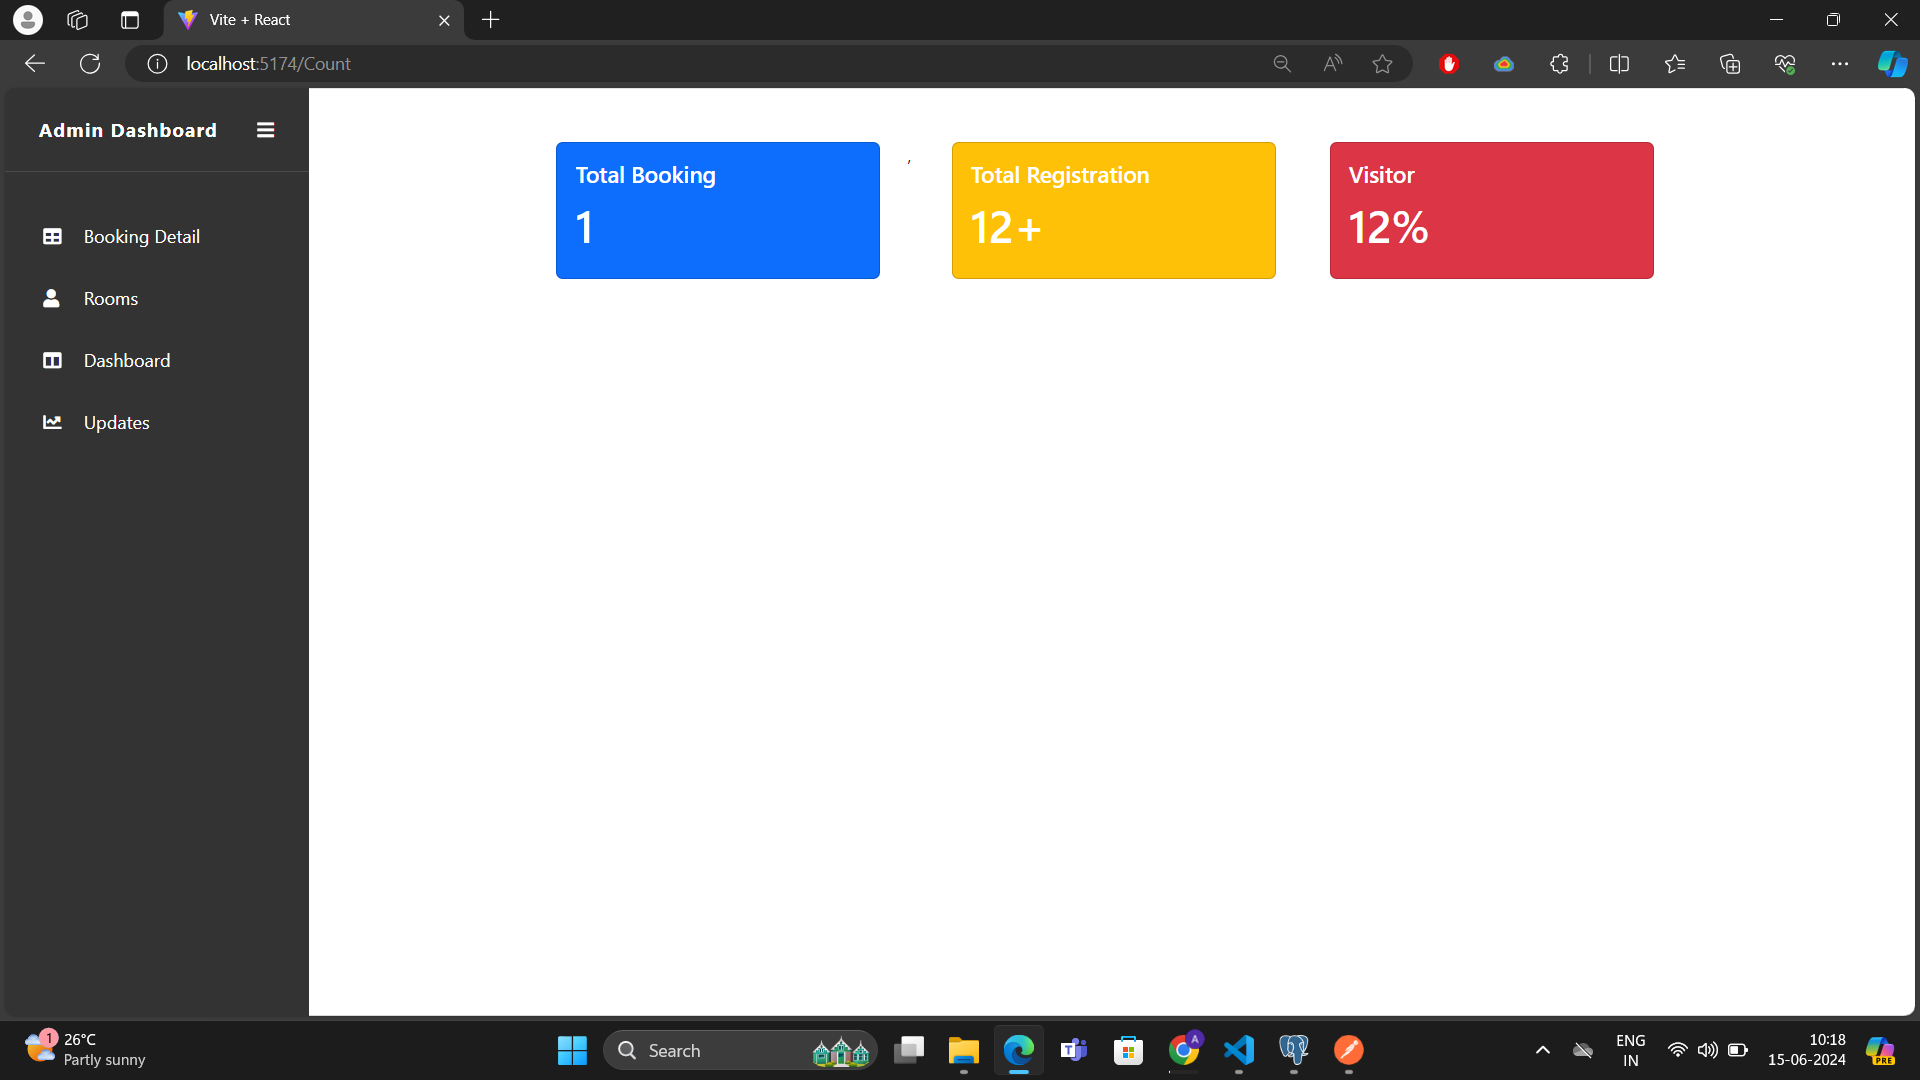 Vite + React
localhost:5174/Count
Admin Dashboard
Booking Detail
Rooms
Dashboard
Updates
Total Booking
1
,
Total Registration
12+
Visitor
12%
1
26°C
Partly sunny
Search
T
A
ENG
IN
10:18
15-06-2024
PRE